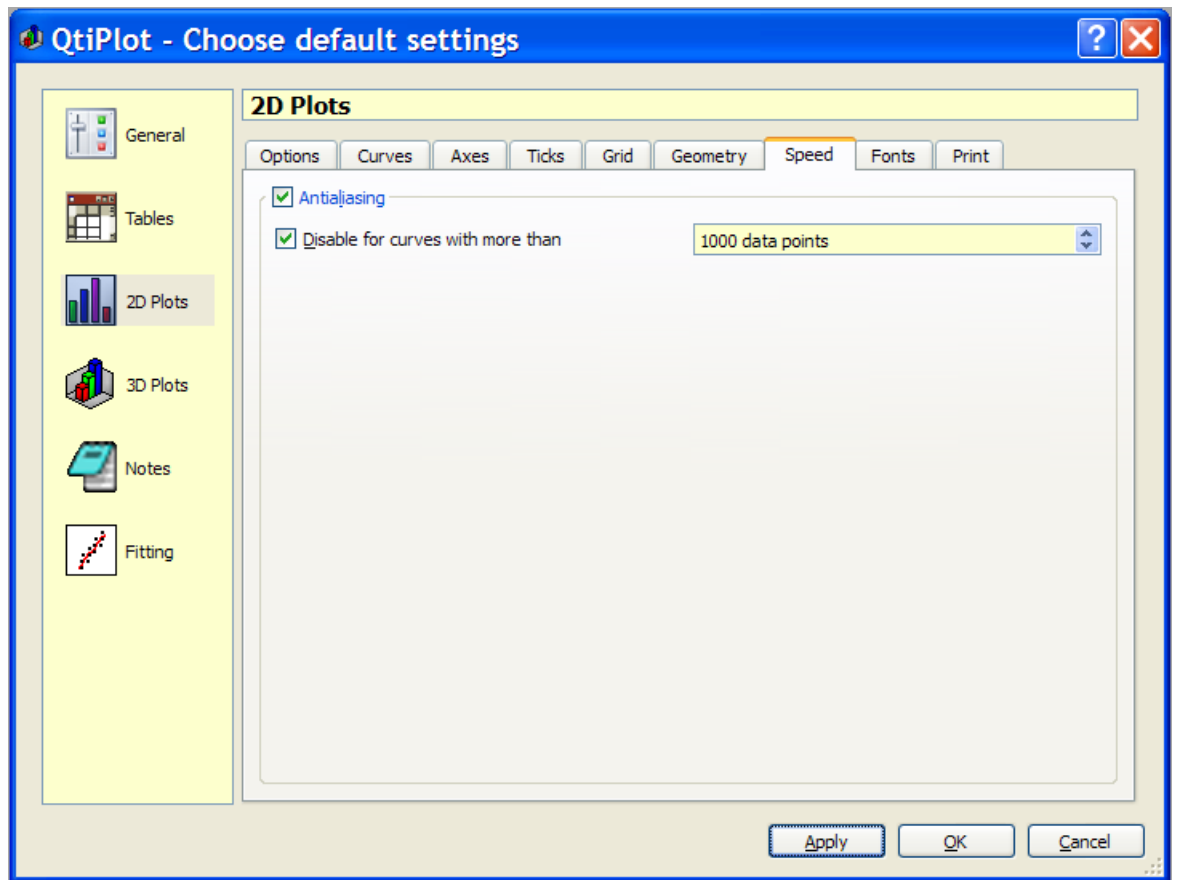 QtiPlot - Choose default settings
General
Tables
2D Plots
3D Plots
Notes
Fitting
2D Plots
Options Curves Axes Ticks Grid Geometry Speed Fonts Print
Antialiasing
Disable for curves with more than 1000 data points
Apply OK Cancel